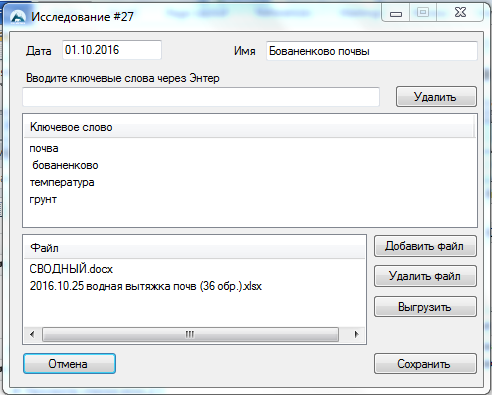 Исследование #27
Дата 01.10.2016 Имя Бованенково почвы
Вводите ключевые слова через Энтер
Удалить
Ключевое слово
почва
бованенково
температура
грунт
Файл
Добавить файл
СВОДНЫЙ.docx
Удалить файл
2016.10.25 водная вытяжка почв (36 обр.).xlsx
Выгрузить
Отмена
Сохранить